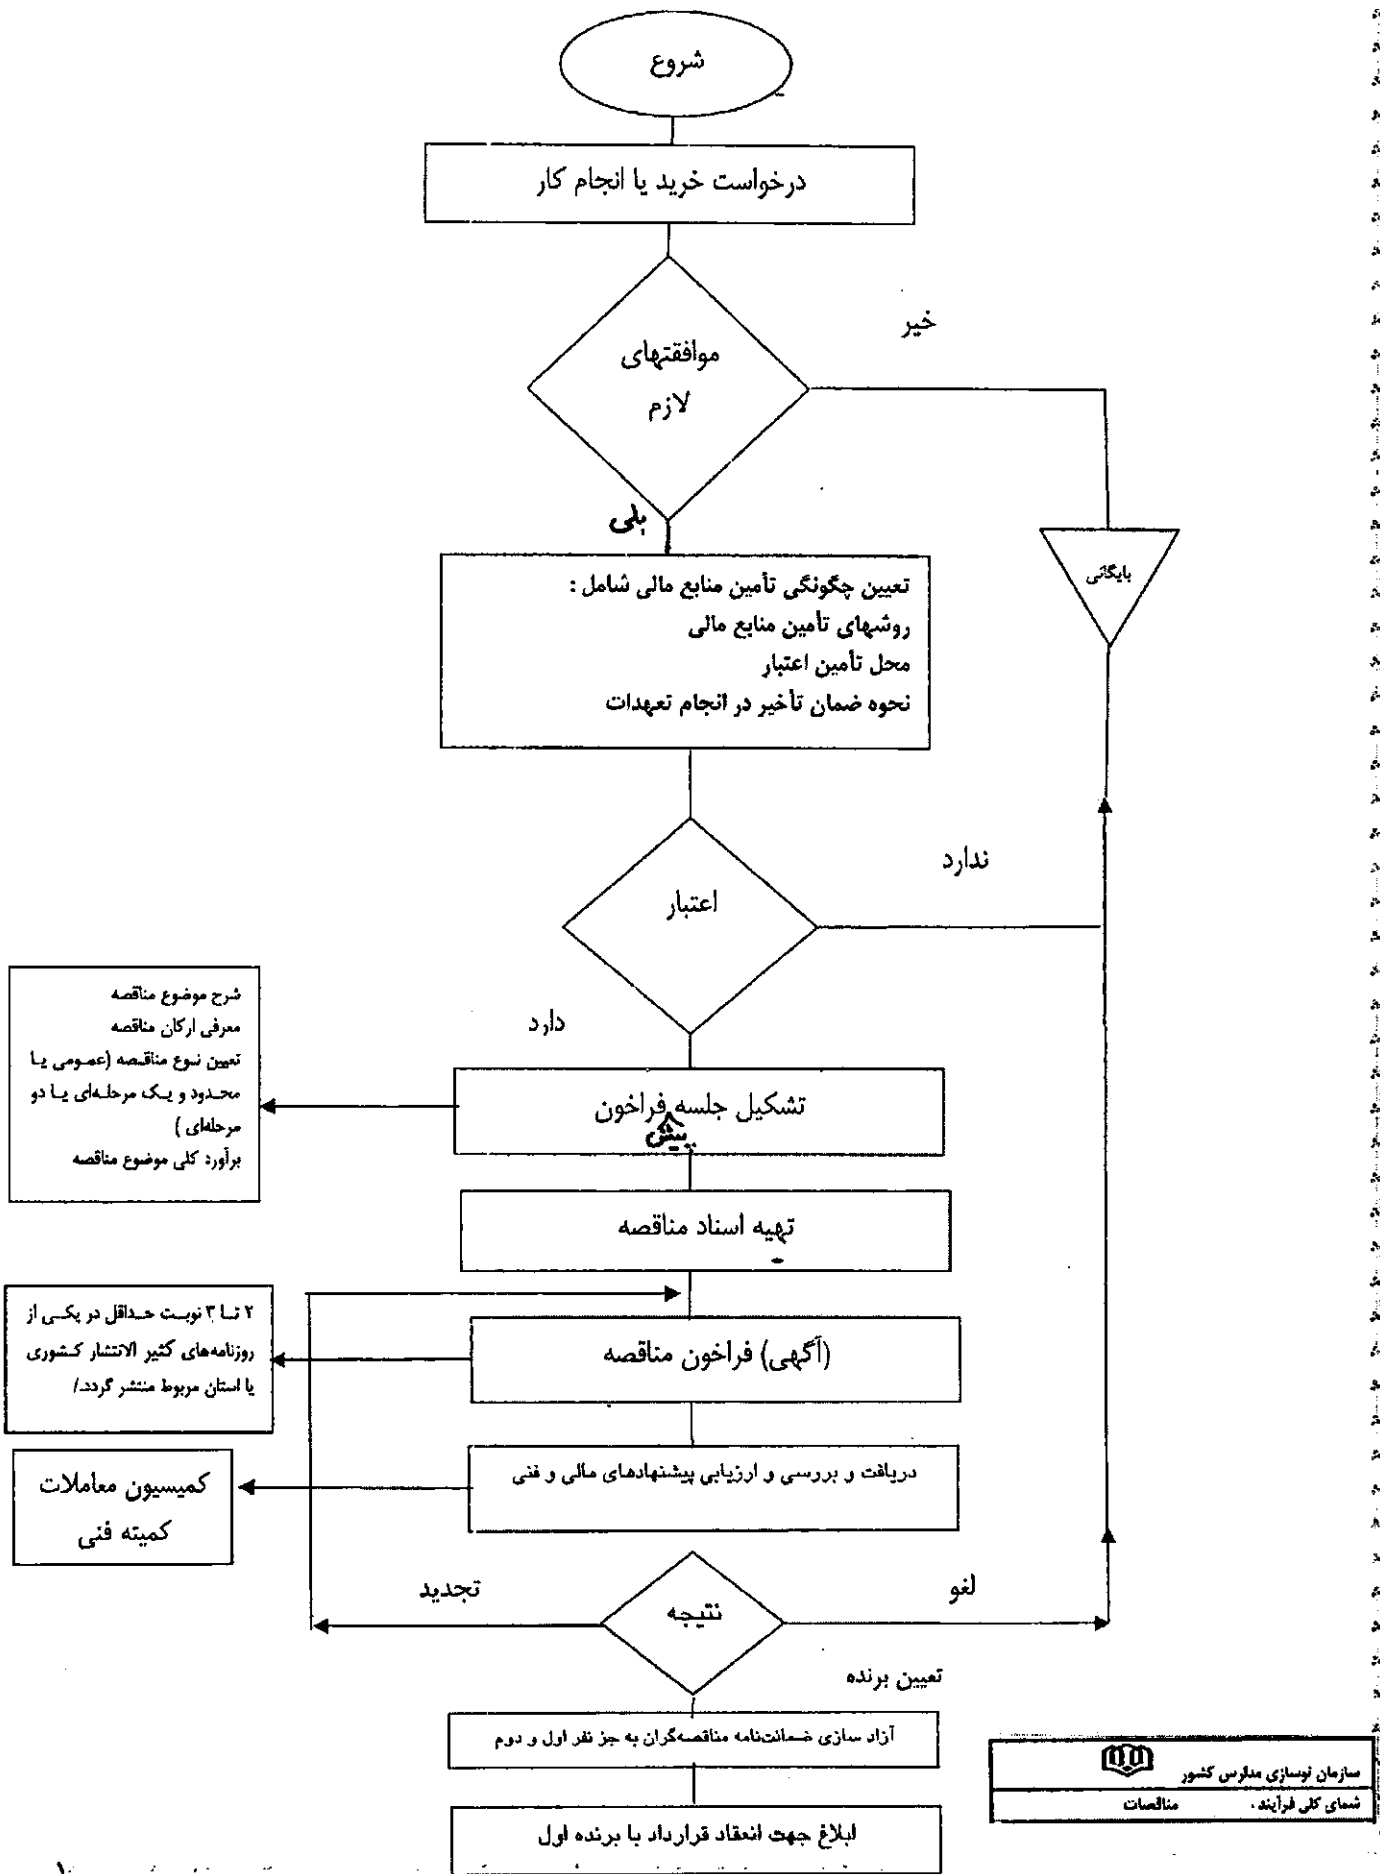 شروع
درخواست خرید یا انجام کار
موافقتهای
لازم
خیر
بلی
بایگانی
تعیین چگونگی تأمین منابع مالی شامل :
روشهای تأمین منابع مالی
محل تأمین اعتبار
نحوه ضمان تأخیر در انجام تعهدات
اعتبار
ندارد
دارد
تشکیل جلسه فراخون
پیش
شرح موضوع مناقصه
معرفی ارکان مناقصه
تعیین نوع مناقصه (عمومی یا
محدود و یک مرحله‌ای یا دو
مرحله‌ای )
برآورد کلی موضوع مناقصه
تهیه اسناد مناقصه
(آگهی) فراخون مناقصه
۲ تا ۳ نوبت حداقل در یکی از
روزنامه‌های کثیر الانتشار کشوری
یا استان مربوط منتشر گردد./
دریافت و بررسی و ارزیابی پیشنهادهای مالی و فنی
کمیسیون معاملات
کمیته فنی
نتیجه
لغو
تجدید
تعیین برنده
آزاد سازی ضمانت‌نامه مناقصه‌گران به جز نفر اول و دوم
ابلاغ جهت انعقاد قرارداد با برنده اول
سازمان نوسازی مدارس کشور
شمای کلی فرآیند . مناقصات
۱